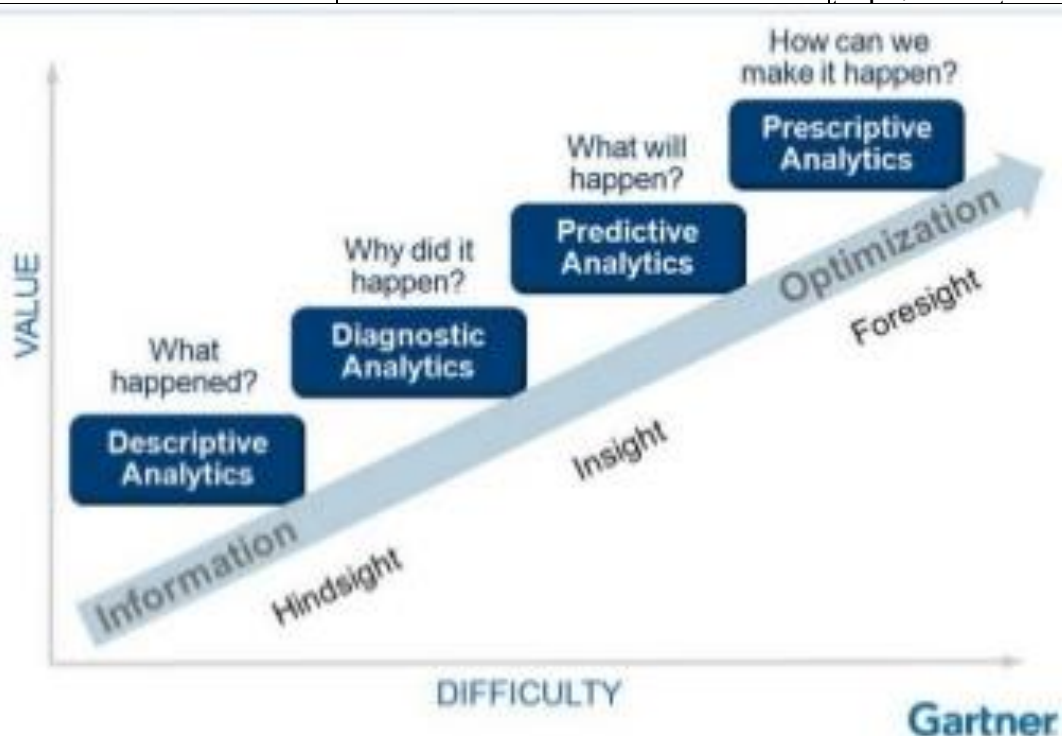 How can we
make it happen?
Prescriptive
Analytics
What will
happen?
Predictive
Analytics
Why did it
happen?
Diagnostic
Analytics
What
happened?
Descriptive
Analytics
VALUE
Information
Optimization
Hindsight
Insight
Foresight
DIFFICULTY
Gartner